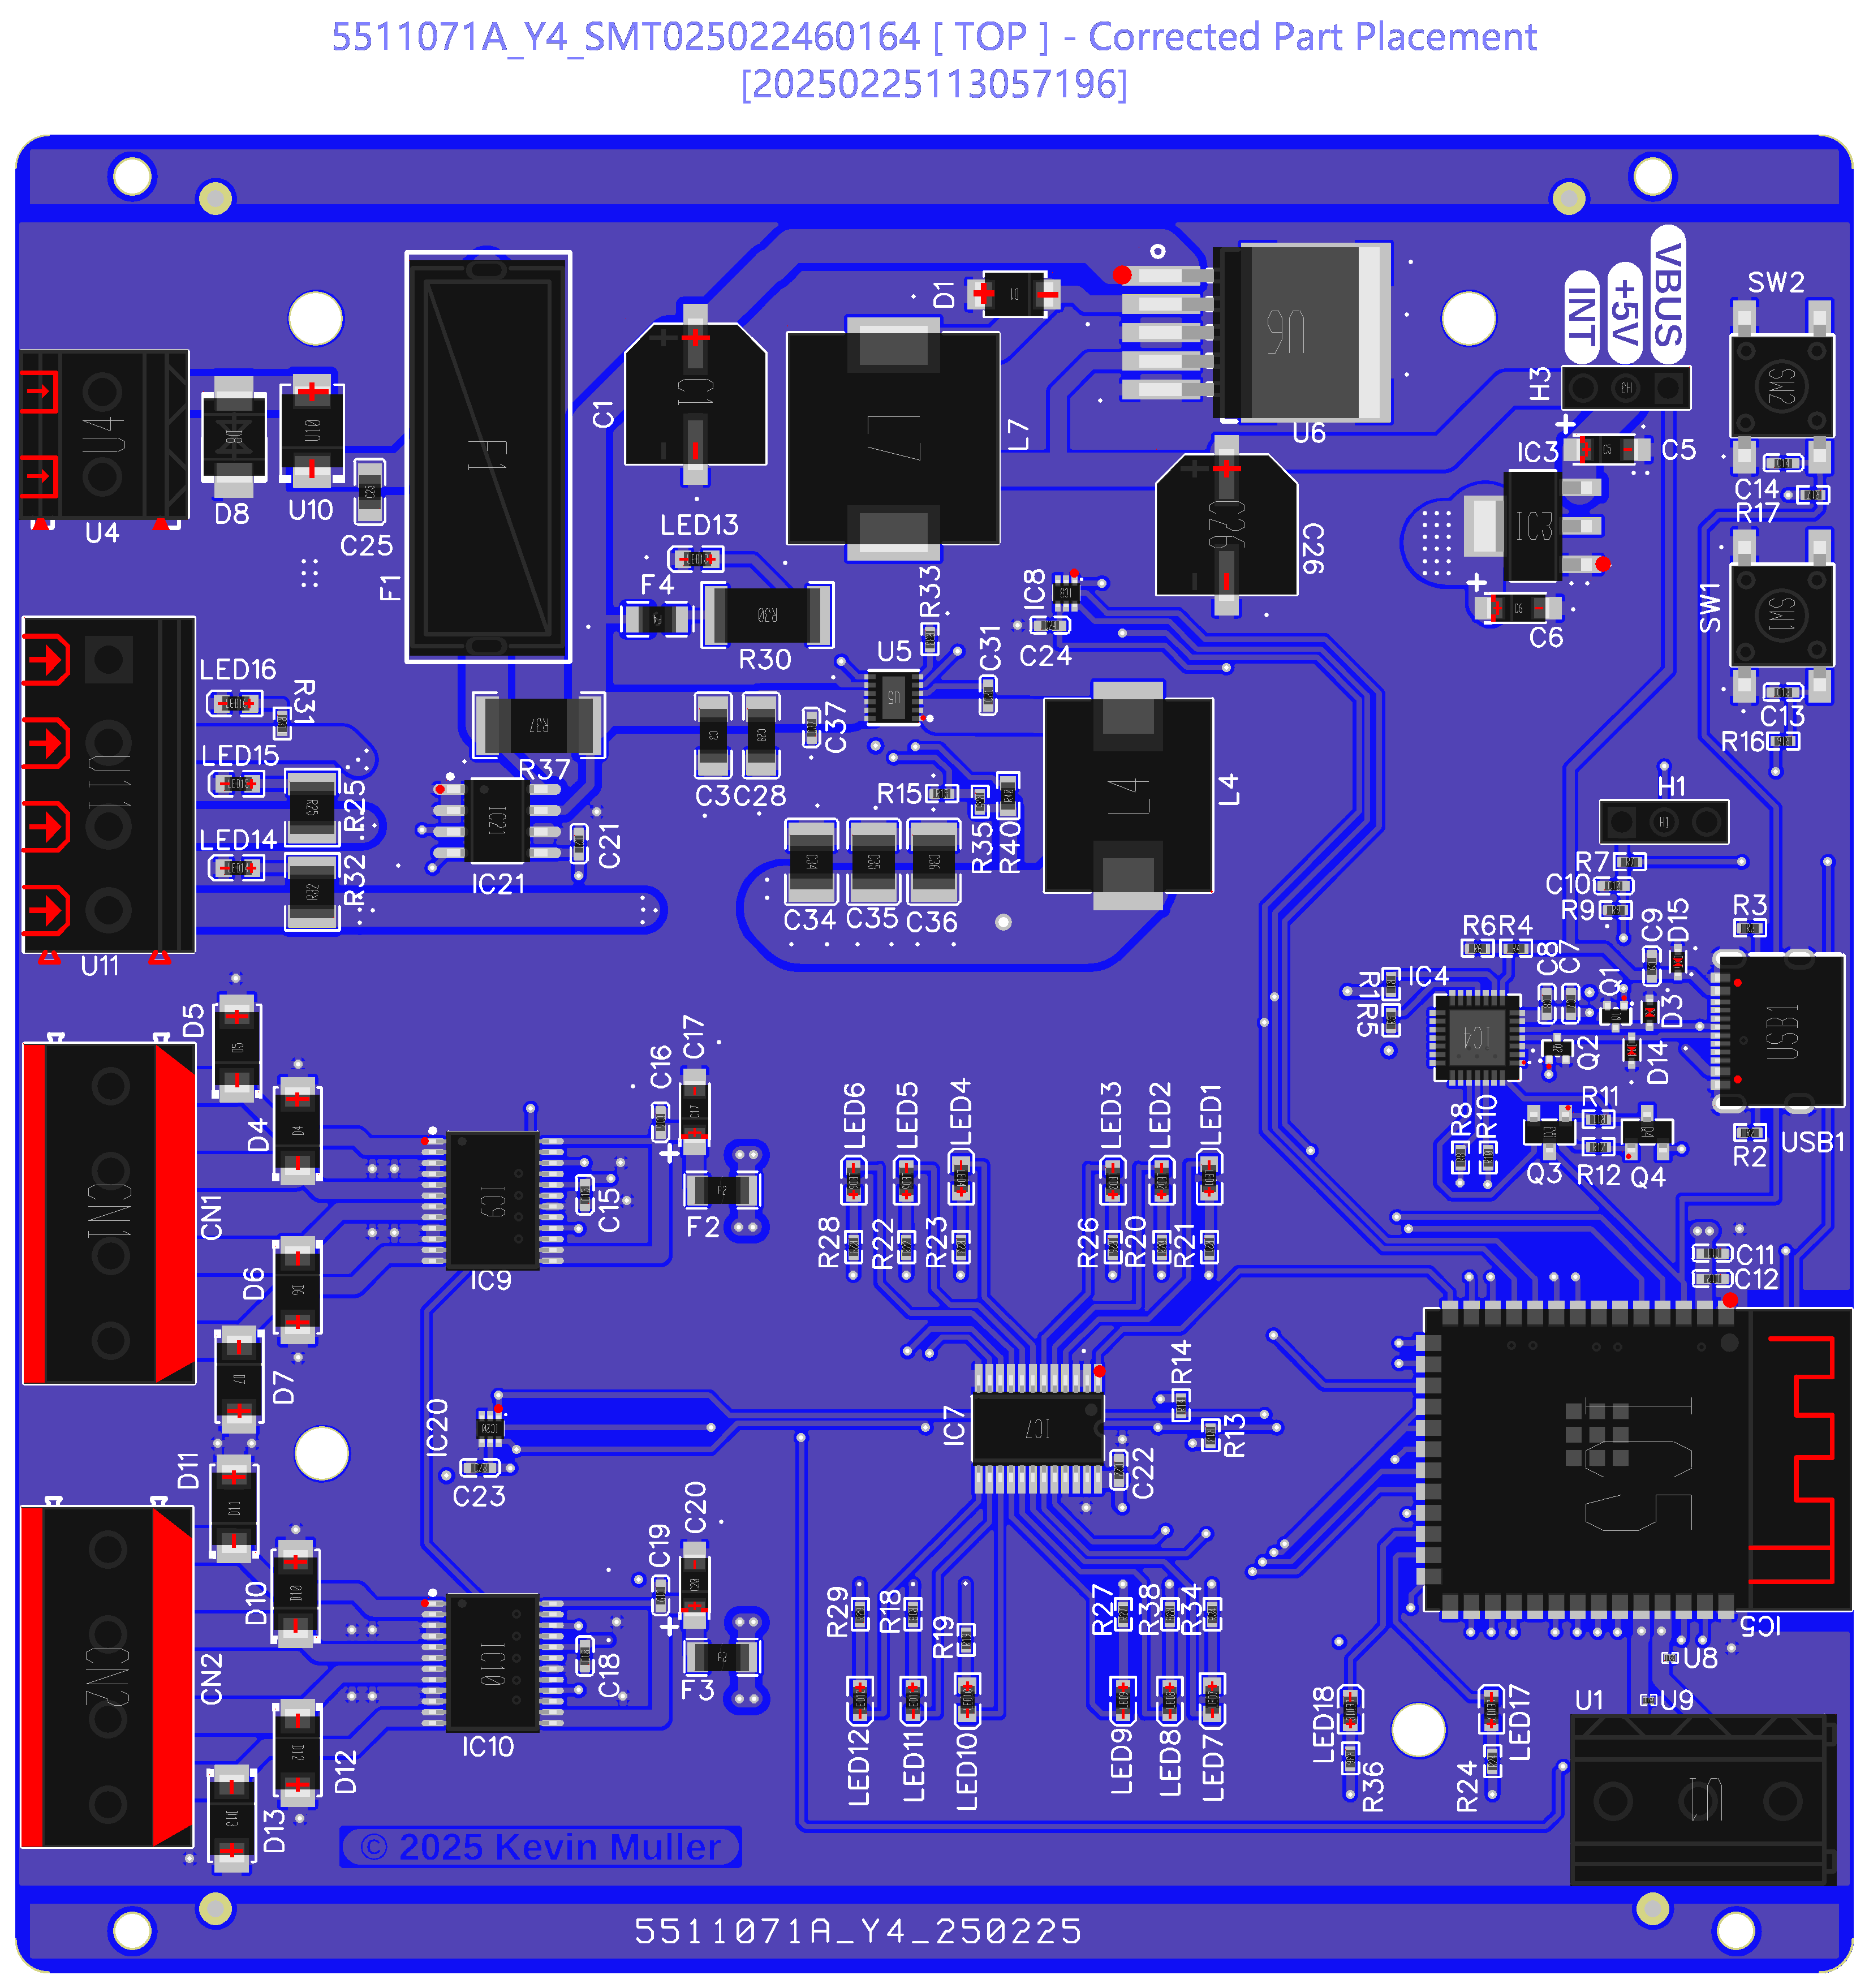 5511071A_Y4_SMT025022460164 [ TOP ] - Corrected Part Placement
[20250225113057196]
VBUS
+5V
INT
SW2
D1
H3
U6
C1
L7
IC3
C5
C14
R17
U4
D8
U10
C25
F1
LED13
F4
R30
R33
U5
C31
IC8
C24
C26
C6
SW1
C13
R16
LED16
R31
LED15
R25
LED14
R32
U11
R37
IC21
C21
C3
C28
C37
R15
R35
R40
L4
C34
C35
C36
H1
R7
C10
R9
R3
R6
R4
C8
C7
Q1
C9
D15
R1
R5
IC4
D3
Q2
D14
R8
R10
R11
R12
Q3
Q4
R2
USB1
D5
D4
CN1
D6
D7
IC9
C16
C17
C15
F2
LED6
LED5
LED4
LED3
LED2
LED1
R28
R22
R23
R26
R20
R21
C11
C12
IC20
C23
IC7
R14
R13
C22
IC5
D11
D10
CN2
D12
D13
IC10
C19
C20
C18
F3
R29
R18
R19
R27
R38
R34
LED12
LED11
LED10
LED9
LED8
LED7
LED18
R36
LED17
R24
U8
U9
U1
© 2025 Kevin Muller
5511071A_Y4_250225